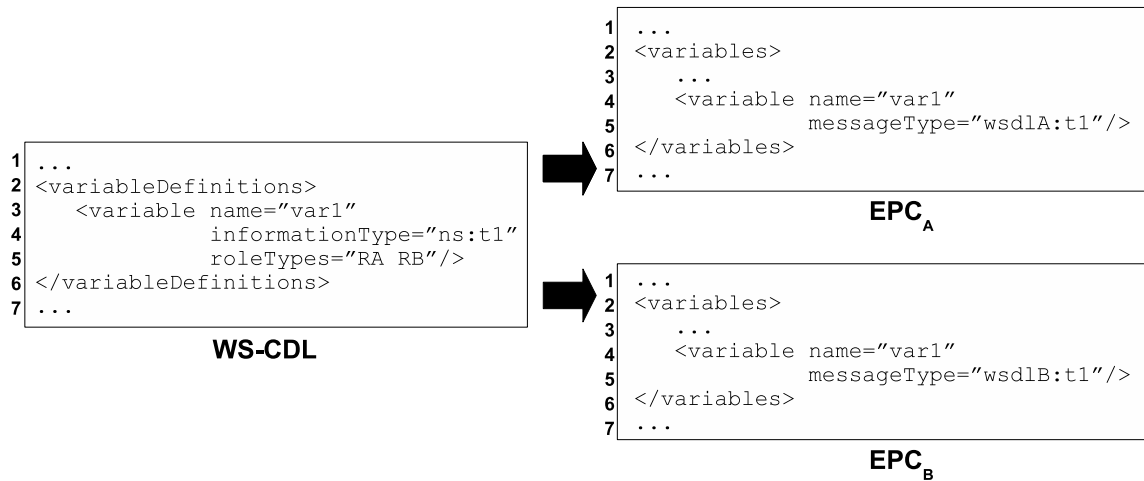 1 ...
2 <variableDefinitions>
3 <variable name=”var1”
4 informationType=”ns:t1”
5 roleTypes=”RA RB”/>
6 </variableDefinitions>
7 ...
WS-CDL
1 ...
2 <variables>
3 ...
4 <variable name=”var1”
5 messageType=”wsdlA:t1”/>
6 </variables>
7 ...
EPC_A
1 ...
2 <variables>
3 ...
4 <variable name=”var1”
5 messageType=”wsdlB:t1”/>
6 </variables>
7 ...
EPC_B